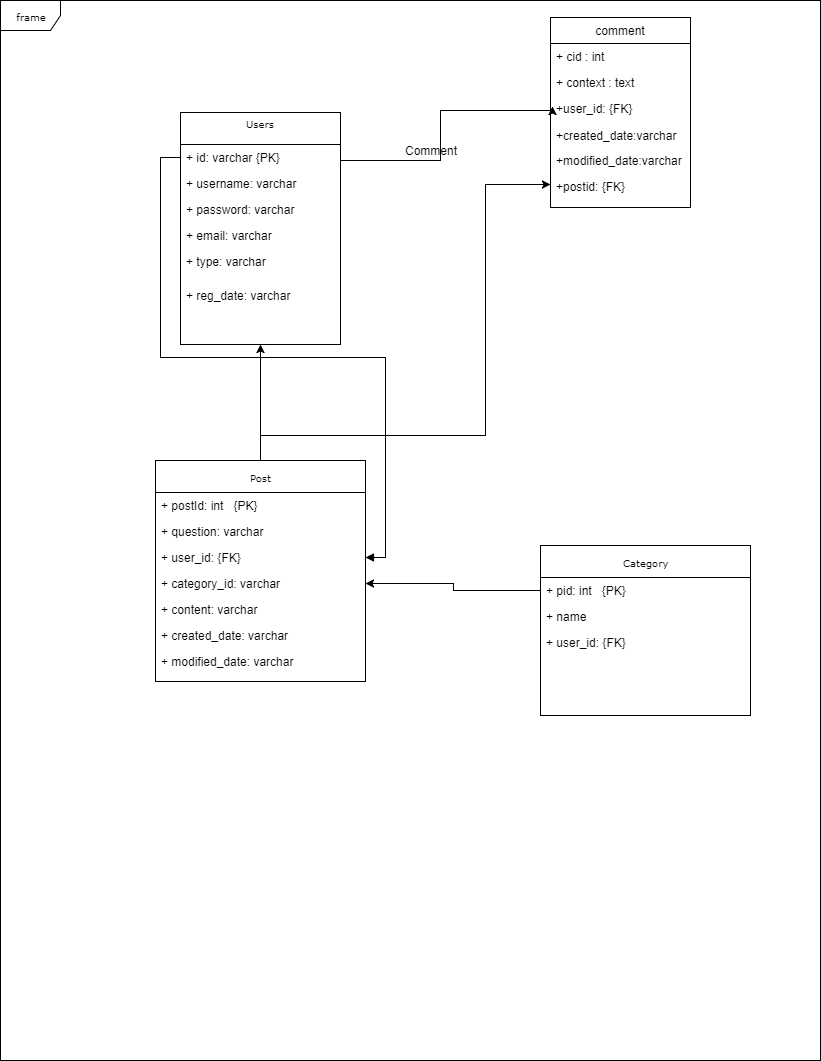 frame
comment
+ cid : int
+ context : text
+user_id: {FK}
+created_date:varchar
+modified_date:varchar
+postid: {FK}
Users
+ id: varchar {PK}
+ username: varchar
+ password: varchar
+ email: varchar
+ type: varchar
+ reg_date: varchar
Comment
Post
+ postId: int {PK}
+ question: varchar
+ user_id: {FK}
+ category_id: varchar
+ content: varchar
+ created_date: varchar
+ modified_date: varchar
Category
+ pid: int {PK}
+ name
+ user_id: {FK}